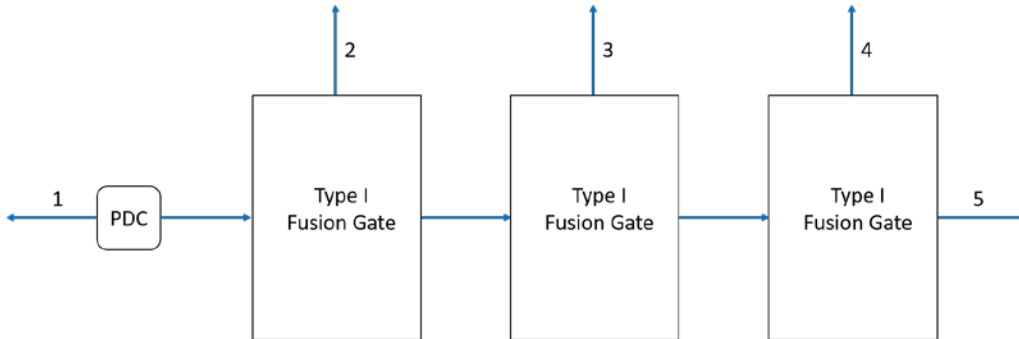 2
3
4
1
PDC
Type I
Fusion Gate
Type I
Fusion Gate
Type I
Fusion Gate
5